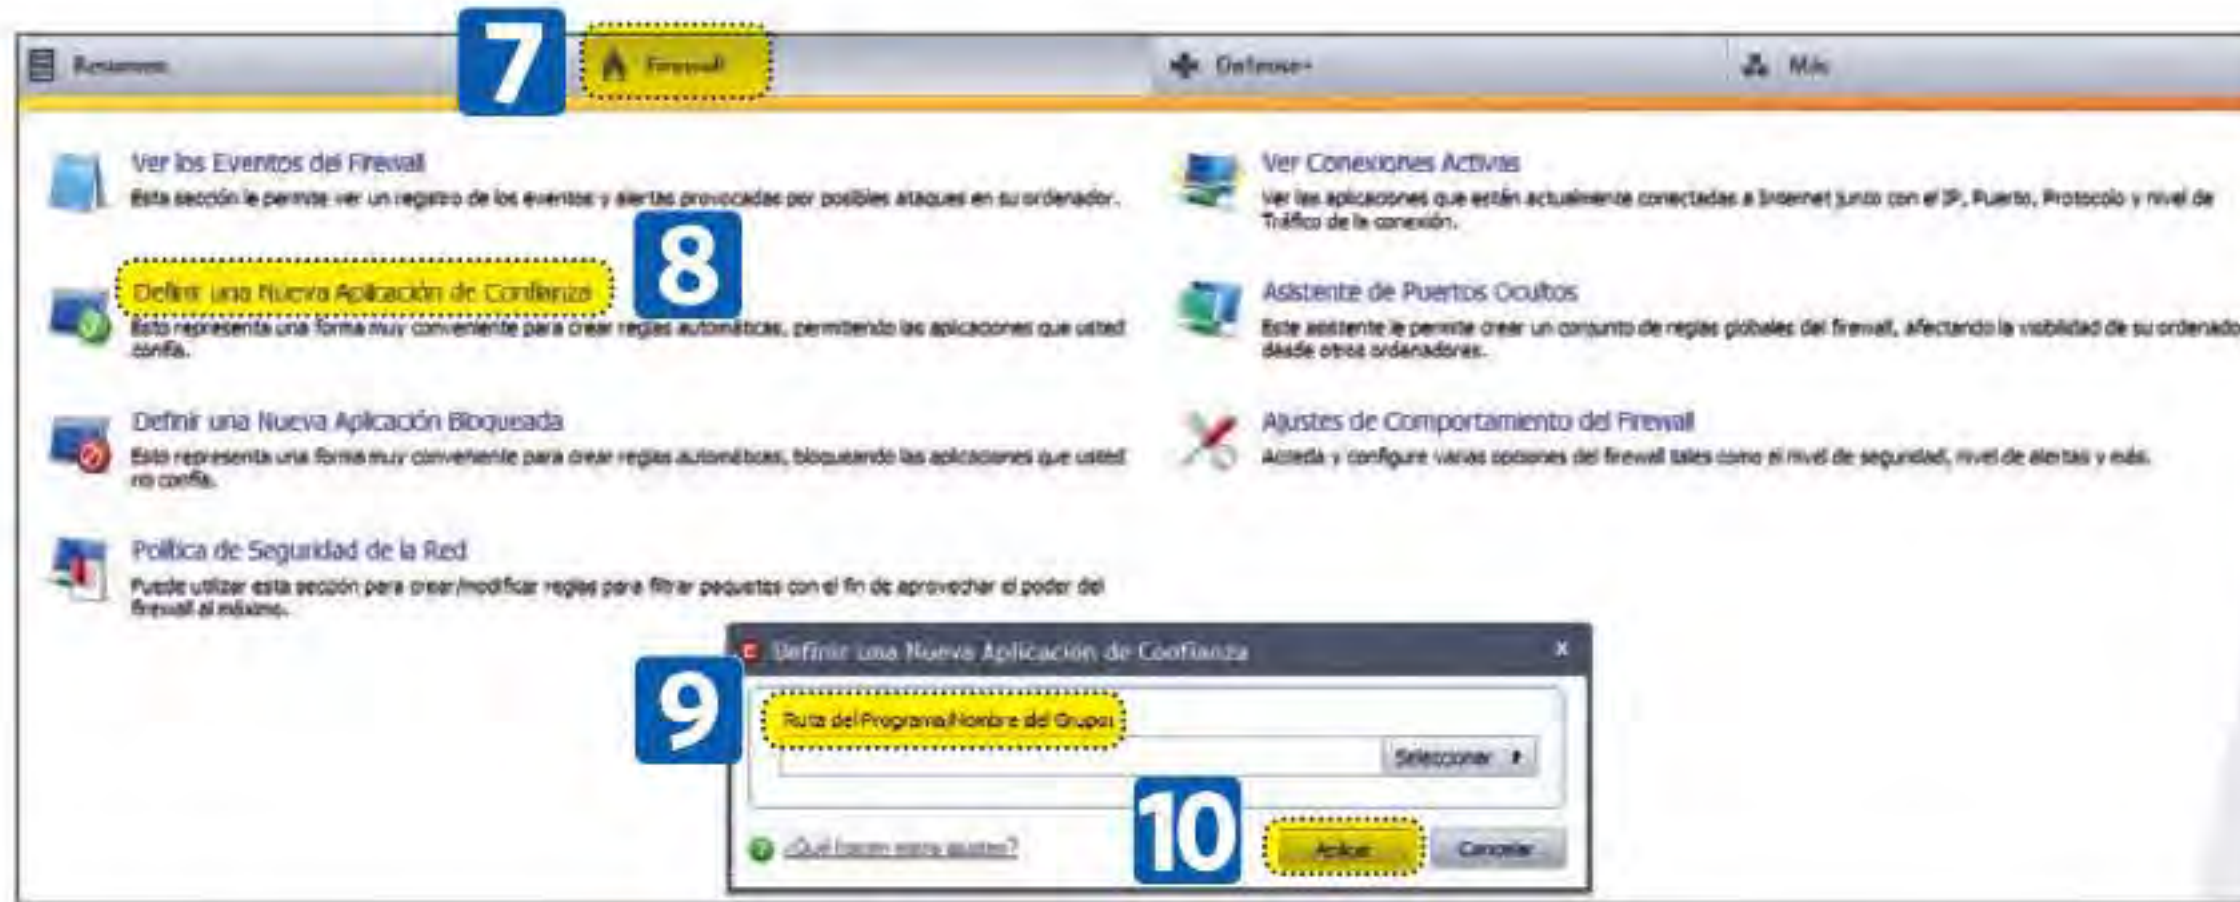 7
Resumen
Firewall
Defense+
Más
Ver los Eventos del Firewall
Esta sección le permite ver un registro de los eventos y alertas provocadas por posibles ataques en su ordenador.
8
Definir una Nueva Aplicación de Confianza
Esto representa una forma muy conveniente para crear reglas automáticas, permitendo las aplicaciones que usted
confía.
Definir una Nueva Aplicación Bloqueada
Esto representa una forma muy conveniente para crear reglas automáticas, bloqueando las aplicaciones que usted
no confía.
Política de Seguridad de la Red
Puede utilizar esta sección para crear/modificar reglas para filtrar paquetes con el fin de aprovechar el poder del
firewall al máximo.
Ver Conexiones Activas
Ver las aplicaciones que están actualmente conectadas a Internet junto con el IP, Puerto, Protocolo y nivel de
Tráfico de la conexión.
Asistente de Puertos Ocultos
Este asistente le permite crear un conjunto de reglas globales del firewall, afectando la visibilidad de su ordenado
desde otros ordenadores.
Ajustes de Comportamiento del Firewall
Acceda y configure varias opciones del firewall tales como el nivel de seguridad, nivel de alertas y más.
Definir una Nueva Aplicación de Confianza
9
Ruta del Programa/Nombre del Grupo:
Seleccionar
10
¿Qué hacen estos ajustes?
Aplicar
Cancelar